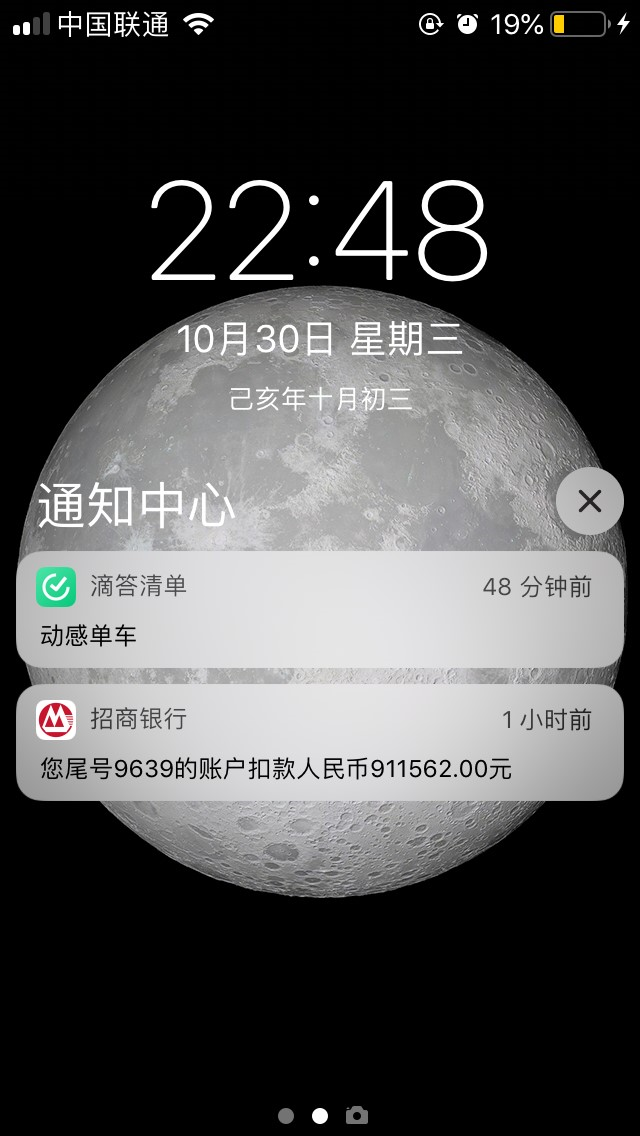 中国联通 19%
22:48
10月30日 星期三
己亥年十月初三
通知中心
滴答清单 48 分钟前
动感单车
招商银行 1 小时前
您尾号9639的账户扣款人民币911562.00元